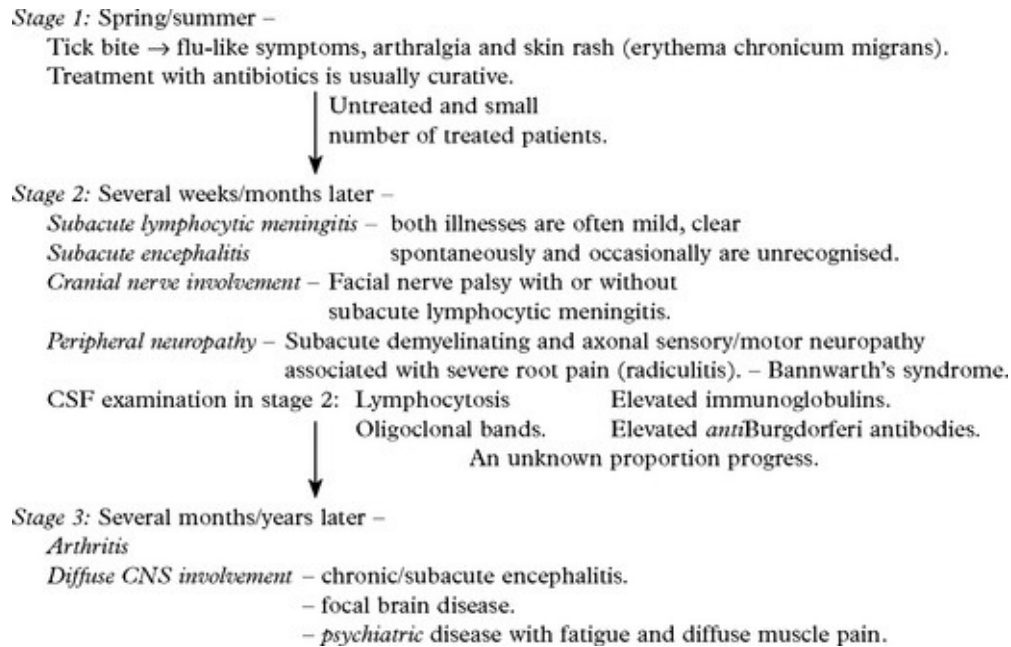 Stage 1: Spring/summer –
Tick bite → flu-like symptoms, arthralgia and skin rash (erythema chronicum migrans).
Treatment with antibiotics is usually curative.
Untreated and small
number of treated patients.
Stage 2: Several weeks/months later –
Subacute lymphocytic meningitis – both illnesses are often mild, clear
Subacute encephalitis spontaneously and occasionally are unrecognised.
Cranial nerve involvement – Facial nerve palsy with or without
subacute lymphocytic meningitis.
Peripheral neuropathy – Subacute demyelinating and axonal sensory/motor neuropathy
associated with severe root pain (radiculitis). – Bannwarth's syndrome.
CSF examination in stage 2: Lymphocytosis Elevated immunoglobulins.
Oligoclonal bands. Elevated antiBurgdorferi antibodies.
An unknown proportion progress.
Stage 3: Several months/years later –
Arthritis
Diffuse CNS involvement – chronic/subacute encephalitis.
– focal brain disease.
– psychiatric disease with fatigue and diffuse muscle pain.